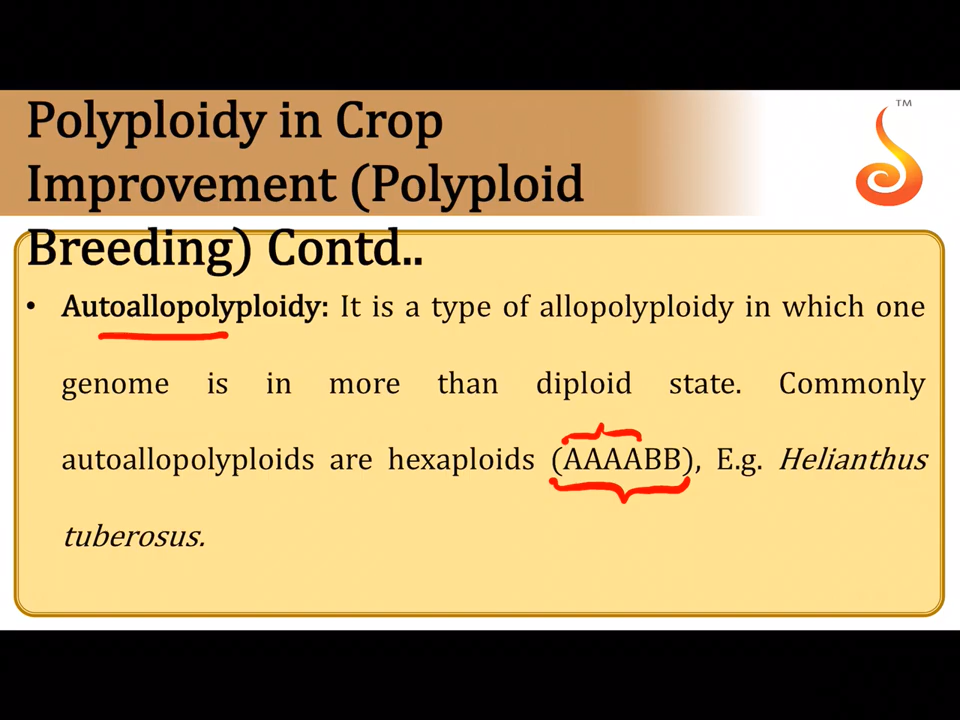 Polyploidy in Crop
Improvement (Polyploid
Breeding) Contd..
TM
• Autoallopolyploidy: It is a type of allopolyploidy in which one
genome is in more than diploid state. Commonly
autoallopolyploids are hexaploids (AAAABB), E.g. Helianthus
tuberosus.